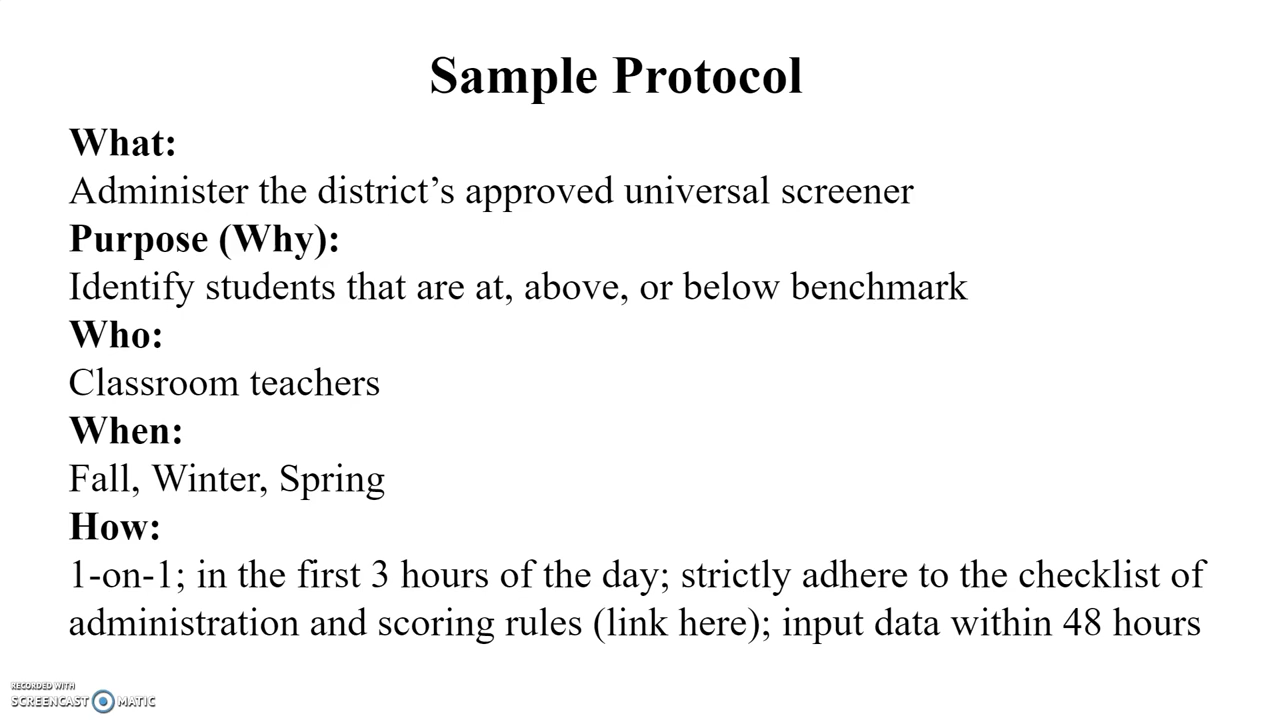 Sample Protocol
What:
Administer the district’s approved universal screener
Purpose (Why):
Identify students that are at, above, or below benchmark
Who:
Classroom teachers
When:
Fall, Winter, Spring
How:
1-on-1; in the first 3 hours of the day; strictly adhere to the checklist of
administration and scoring rules (link here); input data within 48 hours
RECORDED WITH
SCREENCAST MATIC